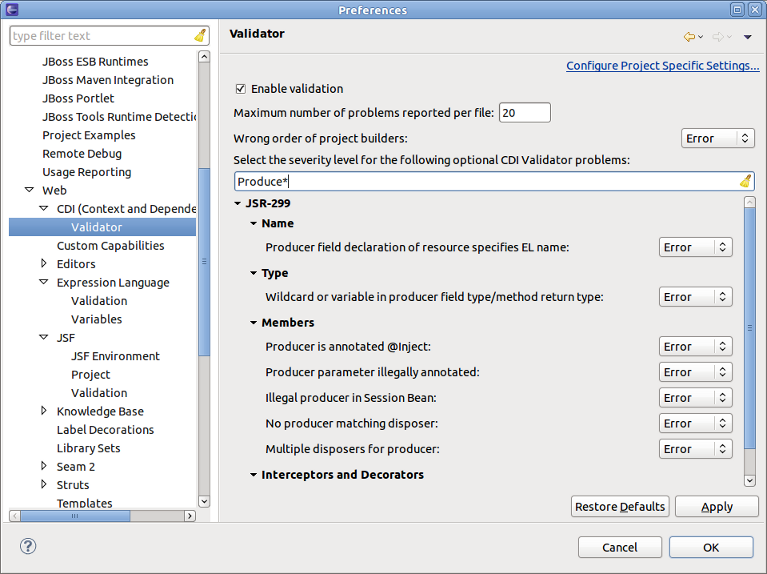 Preferences
type filter text
JBoss ESB Runtimes
JBoss Maven Integration
JBoss Portlet
JBoss Tools Runtime Detectio
Project Examples
Remote Debug
Usage Reporting
Web
CDI (Context and Depende
Validator
Custom Capabilities
Editors
Expression Language
Validation
Variables
JSF
JSF Environment
Project
Validation
Knowledge Base
Label Decorations
Library Sets
Seam 2
Struts
Templates
Validator
Configure Project Specific Settings...
Enable validation
Maximum number of problems reported per file: 20
Wrong order of project builders: Error
Select the severity level for the following optional CDI Validator problems:
Produce*
JSR-299
Name
Producer field declaration of resource specifies EL name: Error
Type
Wildcard or variable in producer field type/method return type: Error
Members
Producer is annotated @Inject: Error
Producer parameter illegally annotated: Error
Illegal producer in Session Bean: Error
No producer matching disposer: Error
Multiple disposers for producer: Error
Interceptors and Decorators
Restore Defaults Apply
? Cancel OK